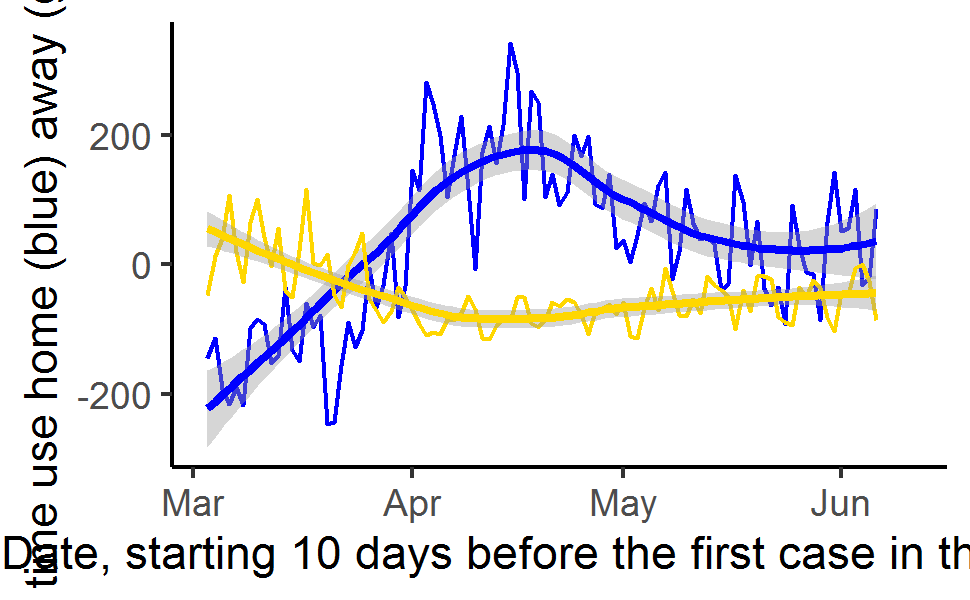 time use home (blue) away (
200
0
-200
Mar Apr May Jun
Date, starting 10 days before the first case in th